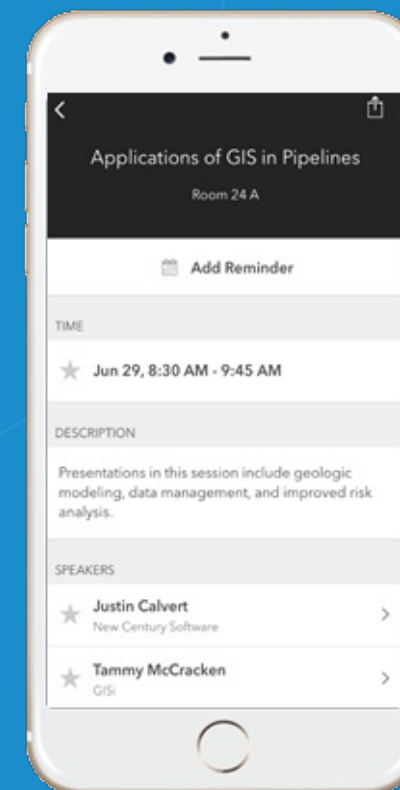 Applications of GIS in Pipelines
Room 24 A
Add Reminder
TIME
Jun 29, 8:30 AM - 9:45 AM
DESCRIPTION
Presentations in this session include geologic
modeling, data management, and improved risk
analysis.
SPEAKERS
Justin Calvert
New Century Software
Tammy McCracken
GISi